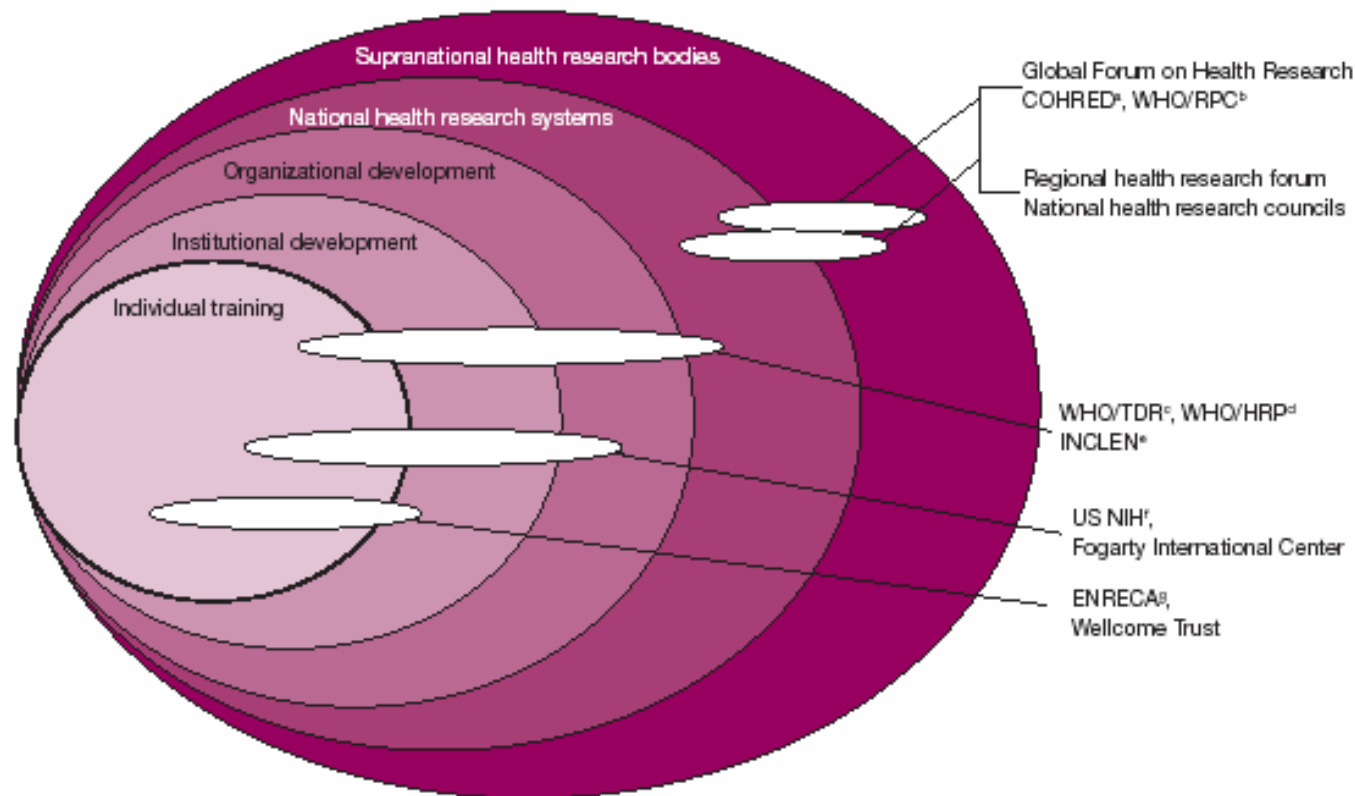 Supranational health research bodies
National health research systems
Organizational development
Institutional development
Individual training
Global Forum on Health Research
COHREDᵃ, WHO/RPCᵇ
Regional health research forum
National health research councils
WHO/TDRᶜ, WHO/HRPᵈ
INCLENᵉ
US NIHᶠ,
Fogarty International Center
ENRECAᵍ,
Wellcome Trust